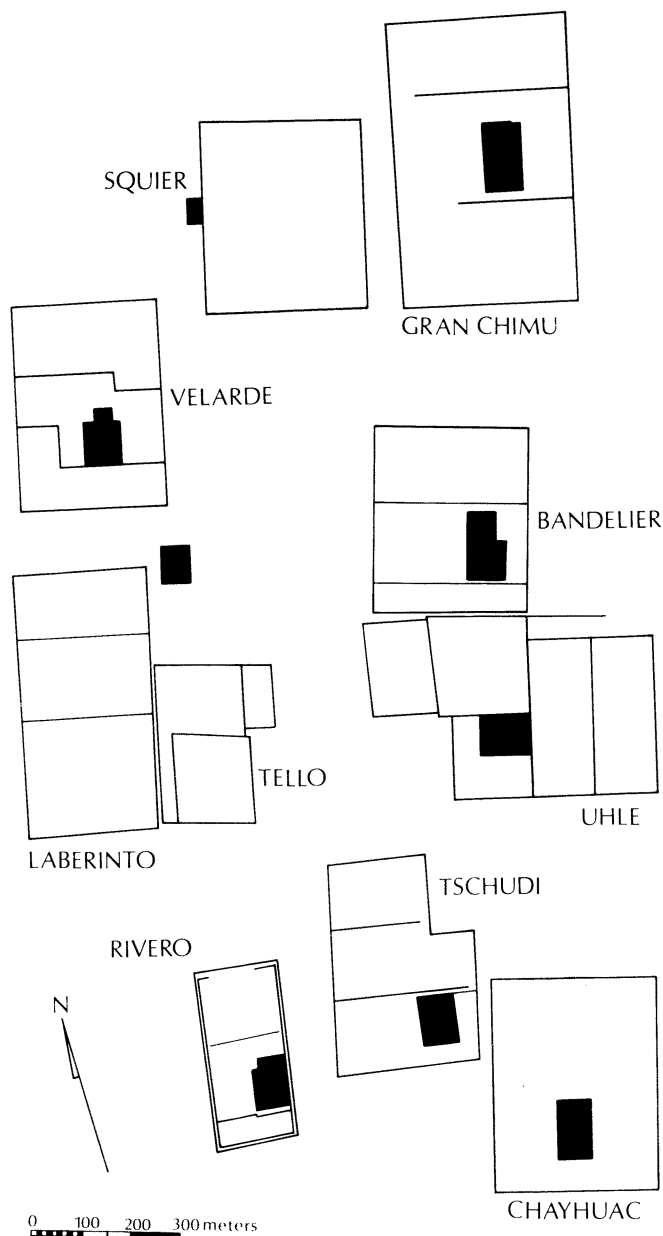 SQUIER
GRAN CHIMU
VELARDE
BANDELIER
TELLO
UHLE
LABERINTO
TSCHUDI
RIVERO
N
CHAYHUAC
0 100 200 300 meters